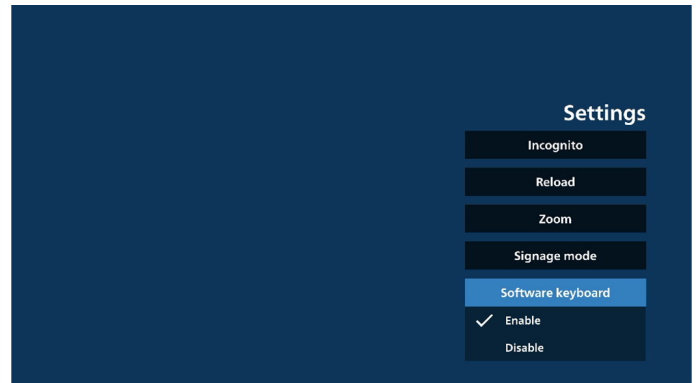 Settings
Incognito
Reload
Zoom
Signage mode
Software keyboard
Enable
Disable